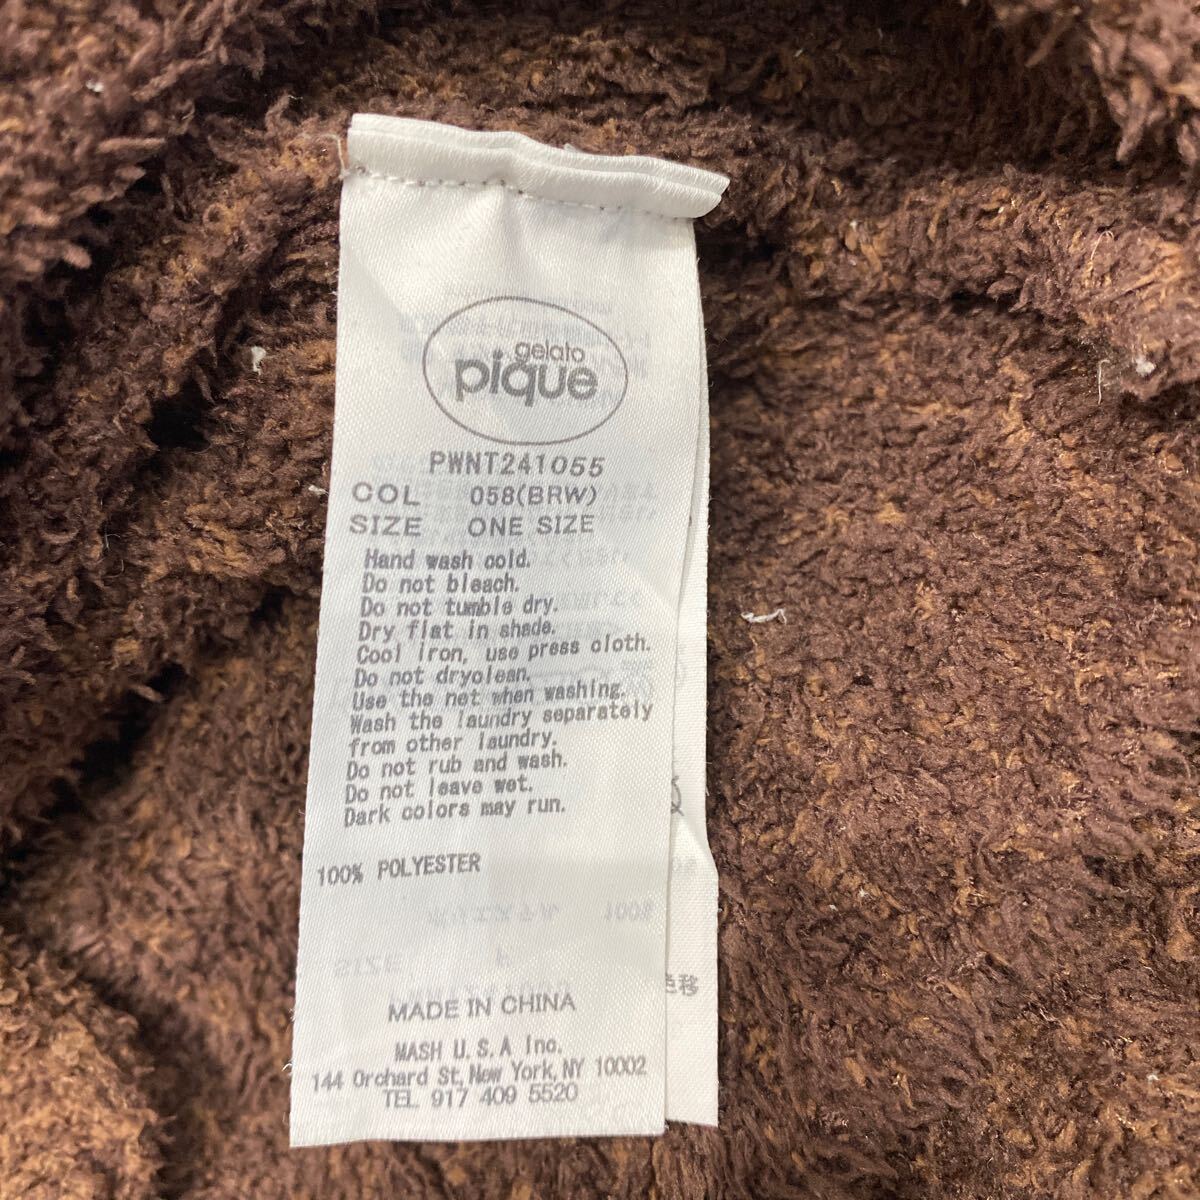 gelato
pique
PWNT241055
COL 058(BRW)
SIZE ONE SIZE
Hand wash cold.
Do not bleach.
Do not tumble dry.
Dry flat in shade.
Cool iron, use press cloth.
Do not dryclean.
Use the net when washing.
Wash the laundry separately
from other laundry.
Do not rub and wash.
Do not leave wet.
Dark colors may run.
100% POLYESTER
MADE IN CHINA
MASH U.S.A Inc.
144 Orchard St, New York, NY 10002
TEL 917 409 5520
色移